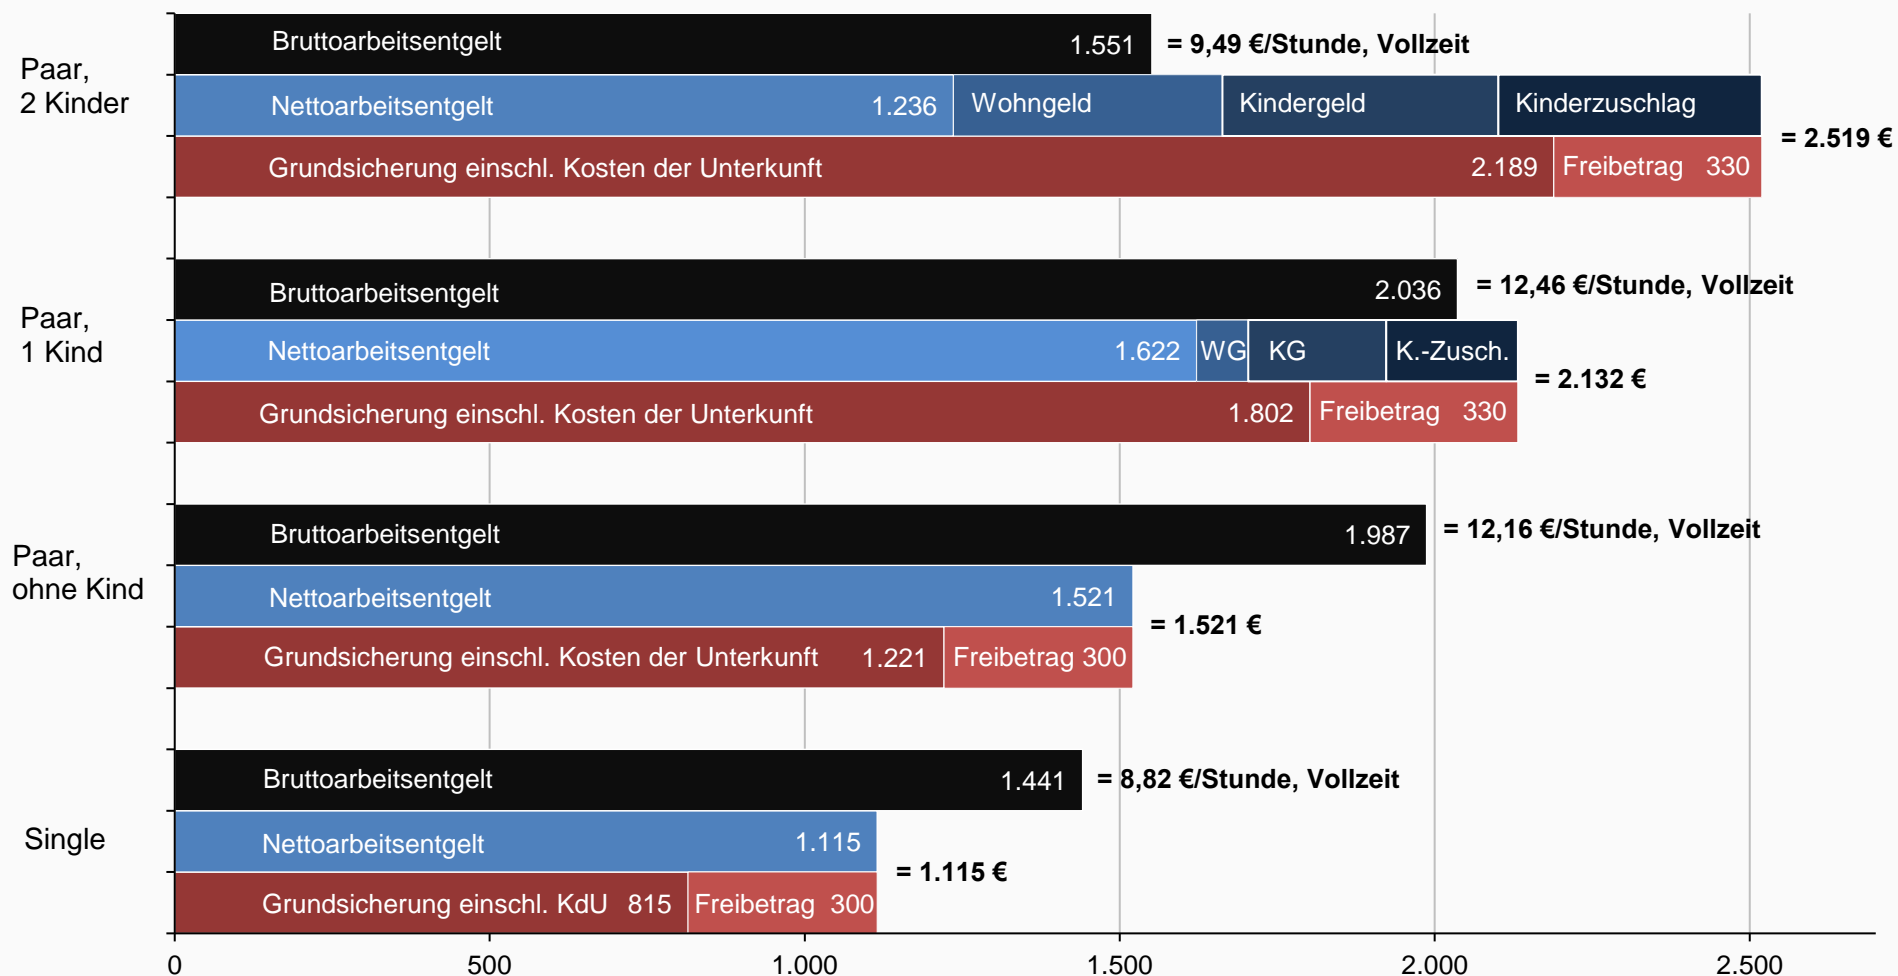 Paar,
2 Kinder
Bruttoarbeitsentgelt 1.551 = 9,49 €/Stunde, Vollzeit
Nettoarbeitsentgelt 1.236 Wohngeld Kindergeld Kinderzuschlag
= 2.519 €
Grundsicherung einschl. Kosten der Unterkunft 2.189 Freibetrag 330
Paar,
1 Kind
Bruttoarbeitsentgelt 2.036 = 12,46 €/Stunde, Vollzeit
Nettoarbeitsentgelt 1.622 WG KG K.-Zusch.
= 2.132 €
Grundsicherung einschl. Kosten der Unterkunft 1.802 Freibetrag 330
Paar,
ohne Kind
Bruttoarbeitsentgelt 1.987 = 12,16 €/Stunde, Vollzeit
Nettoarbeitsentgelt 1.521
= 1.521 €
Grundsicherung einschl. Kosten der Unterkunft 1.221 Freibetrag 300
Single
Bruttoarbeitsentgelt 1.441 = 8,82 €/Stunde, Vollzeit
Nettoarbeitsentgelt 1.115
= 1.115 €
Grundsicherung einschl. KdU 815 Freibetrag 300
0 500 1.000 1.500 2.000 2.500